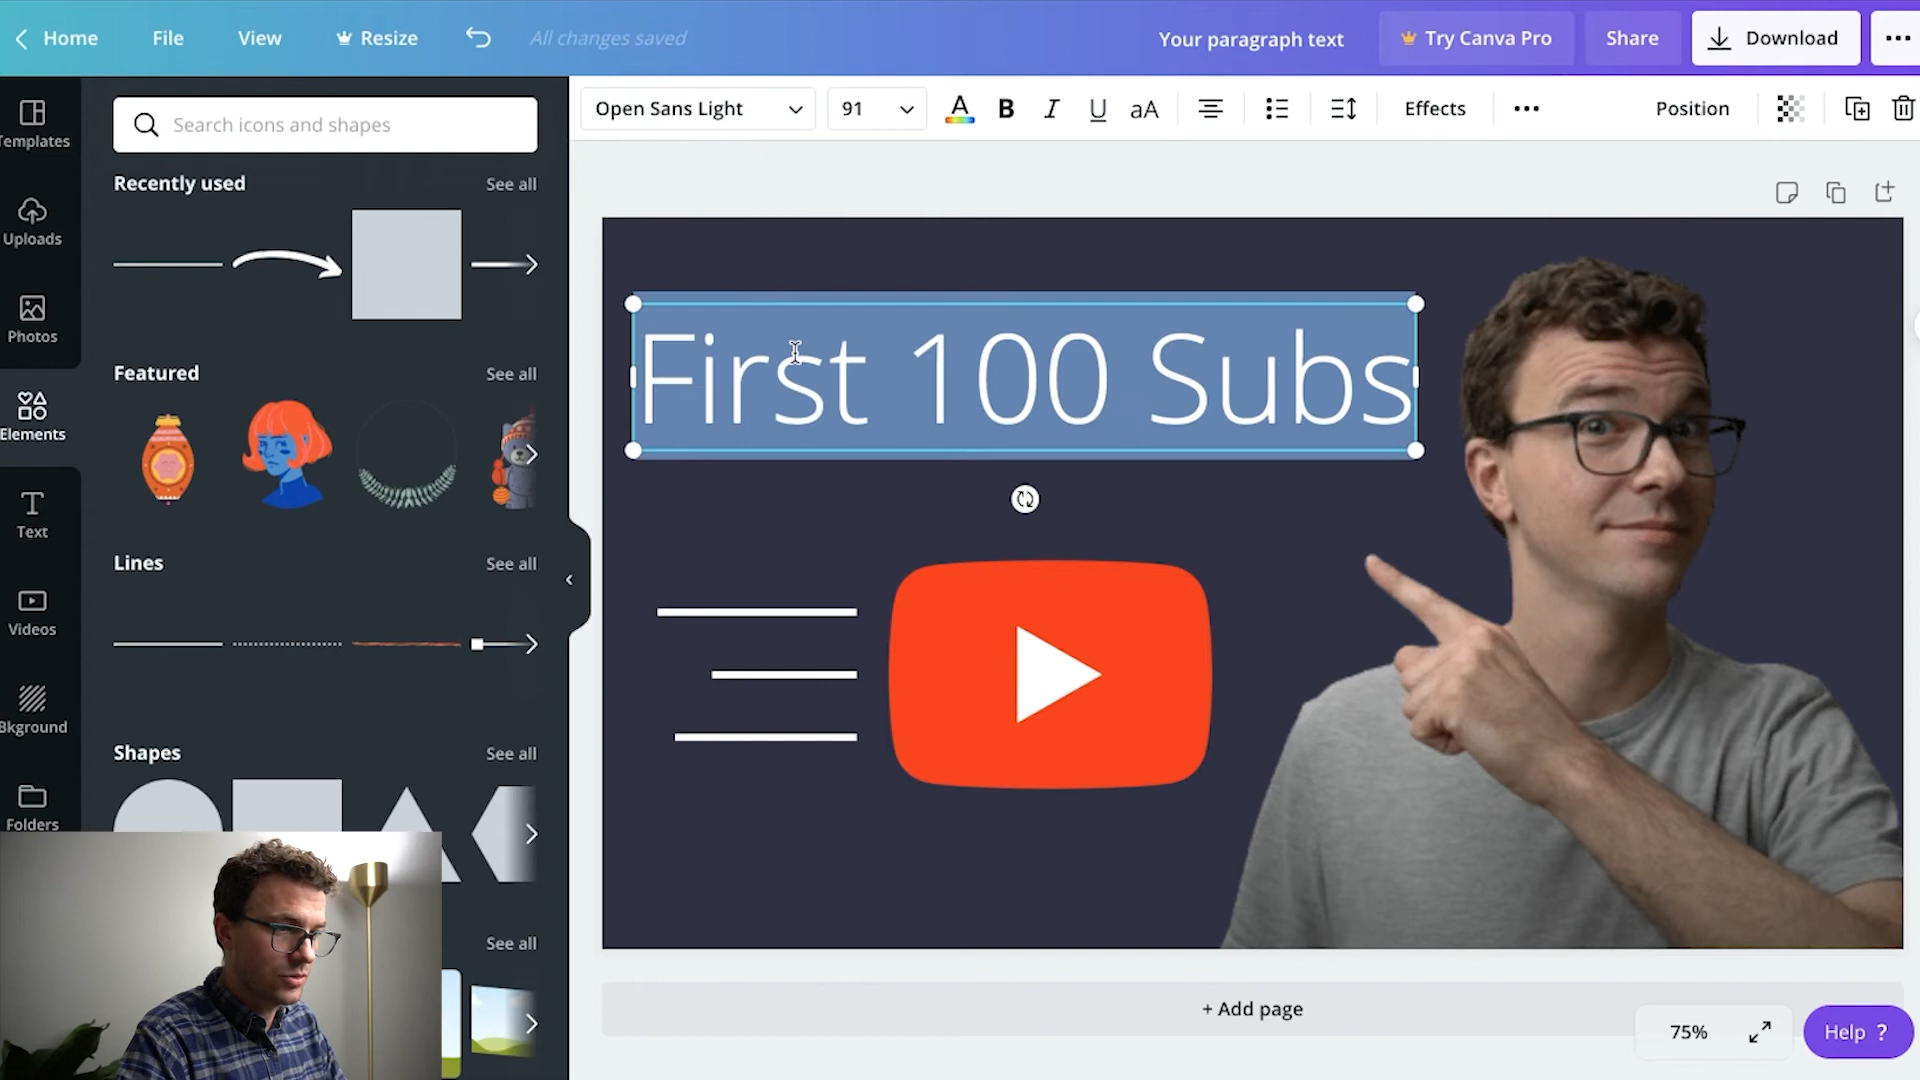 Home File View Resize All changes saved Your paragraph text Try Canva Pro Share Download
Templates
Uploads
Photos
Elements
Text
Videos
Bkground
Folders
Search icons and shapes
Recently used See all
Featured See all
Lines See all
Shapes See all
See all
Open Sans Light 91 A B I U aA Effects Position
First 100 Subs
+ Add page
75% Help ?